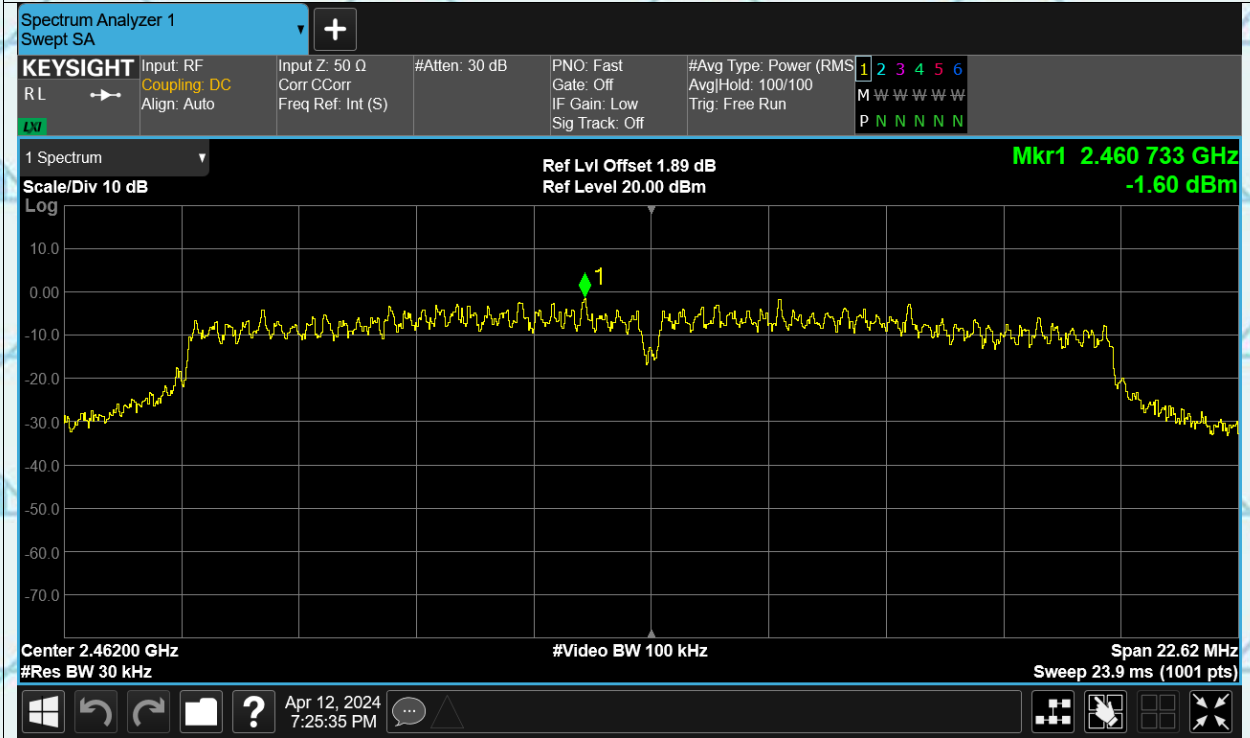 Spectrum Analyzer 1
Swept SA
KEYSIGHT
R L
LXI
Input: RF
Coupling: DC
Align: Auto
Input Z: 50 Ω
Corr CCorr
Freq Ref: Int (S)
#Atten: 30 dB
PNO: Fast
Gate: Off
IF Gain: Low
Sig Track: Off
#Avg Type: Power (RMS
Avg|Hold: 100/100
Trig: Free Run
1 2 3 4 5 6
M W W W W W
P N N N N N
1 Spectrum
Scale/Div 10 dB
Log
Ref Lvl Offset 1.89 dB
Ref Level 20.00 dBm
Mkr1 2.460 733 GHz
-1.60 dBm
1
10.0
0.00
-10.0
-20.0
-30.0
-40.0
-50.0
-60.0
-70.0
Center 2.46200 GHz
#Video BW 100 kHz
Span 22.62 MHz
#Res BW 30 kHz
Sweep 23.9 ms (1001 pts)
?
Apr 12, 2024
7:25:35 PM